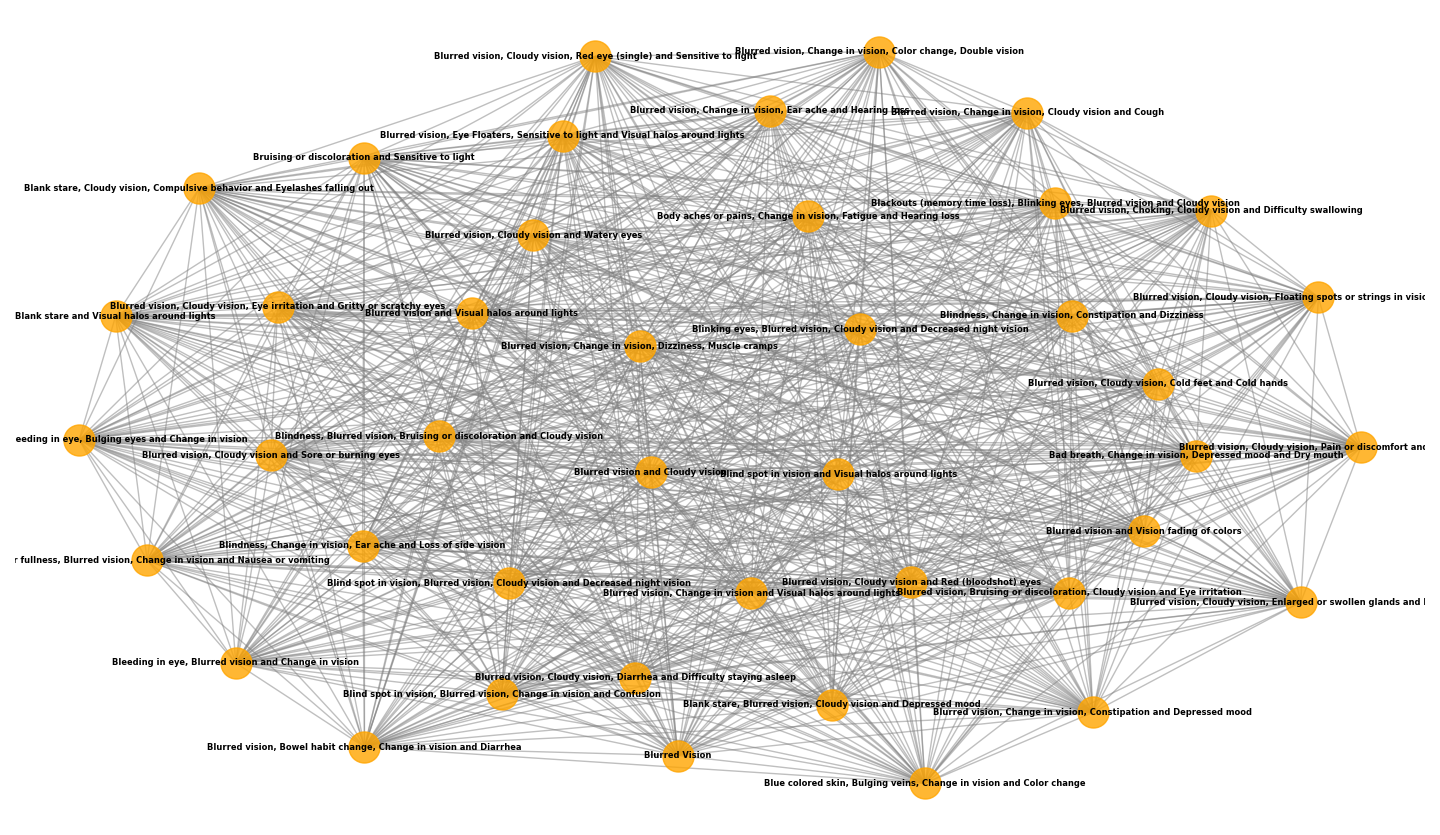 Blurred vision, Change in vision, Color change, Double vision
Blurred vision, Cloudy vision, Red eye (single) and Sensitive to light
Blurred vision, Change in vision, Ear ache and Hearing loss
Blurred vision, Change in vision, Cloudy vision and Cough
Blurred vision, Eye Floaters, Sensitive to light and Visual halos around lights
Bruising or discoloration and Sensitive to light
Blank stare, Cloudy vision, Compulsive behavior and Eyelashes falling out
Blackouts (memory time loss), Blinking eyes, Blurred vision and Cloudy vision
Blurred vision, Choking, Cloudy vision and Difficulty swallowing
Body aches or pains, Change in vision, Fatigue and Hearing loss
Blurred vision, Cloudy vision and Watery eyes
Blurred vision, Cloudy vision, Floating spots or strings in
Blurred vision, Cloudy vision, Eye irritation and Gritty or scratchy eyes
Blurred vision and Visual halos around lights
Blank stare and Visual halos around lights
Blindness, Change in vision, Constipation and Dizziness
Blinking eyes, Blurred vision, Cloudy vision and Decreased night vision
Blurred vision, Change in vision, Dizziness, Muscle cramps
Blurred vision, Cloudy vision, Cold feet and Cold hands
Blindness, Blurred vision, Bruising or discoloration and Cloudy vision
eeding in eye, Bulging eyes and Change in vision
Blurred vision, Cloudy vision, Pain or discomfort and
Blurred vision, Cloudy vision and Sore or burning eyes
Bad breath, Change in vision, Depressed mood and Dry mouth
Blurred vision and Cloudy vision
Blind spot in vision and Visual halos around lights
Blurred vision and Vision fading of colors
Blindness, Change in vision, Ear ache and Loss of side vision
r fullness, Blurred vision, Change in vision and Nausea or vomiting
Blind spot in vision, Blurred vision, Cloudy vision and Decreased night vision
Blurred vision, Cloudy vision and Red (bloodshot) eyes
Blurred vision, Change in vision and Visual halos around lights
Blurred vision, Bruising or discoloration, Cloudy vision and Eye irritation
Blurred vision, Cloudy vision, Enlarged or swollen glands and
Bleeding in eye, Blurred vision and Change in vision
Blurred vision, Cloudy vision, Diarrhea and Difficulty staying asleep
Blind spot in vision, Blurred vision, Change in vision and Confusion
Blank stare, Blurred vision, Cloudy vision and Depressed mood
Blurred vision, Change in vision, Constipation and Depressed mood
Blurred vision, Bowel habit change, Change in vision and Diarrhea
Blurred Vision
Blue colored skin, Bulging veins, Change in vision and Color change